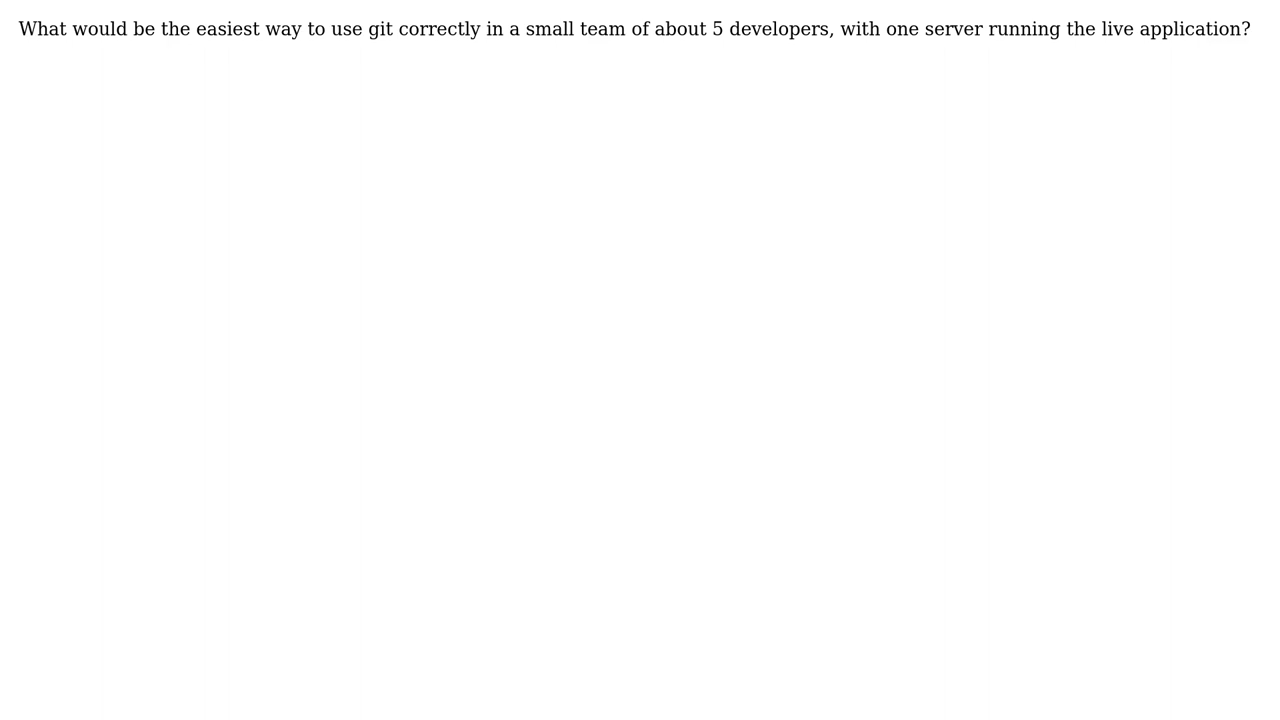 What would be the easiest way to use git correctly in a small team of about 5 developers, with one server running the live application?